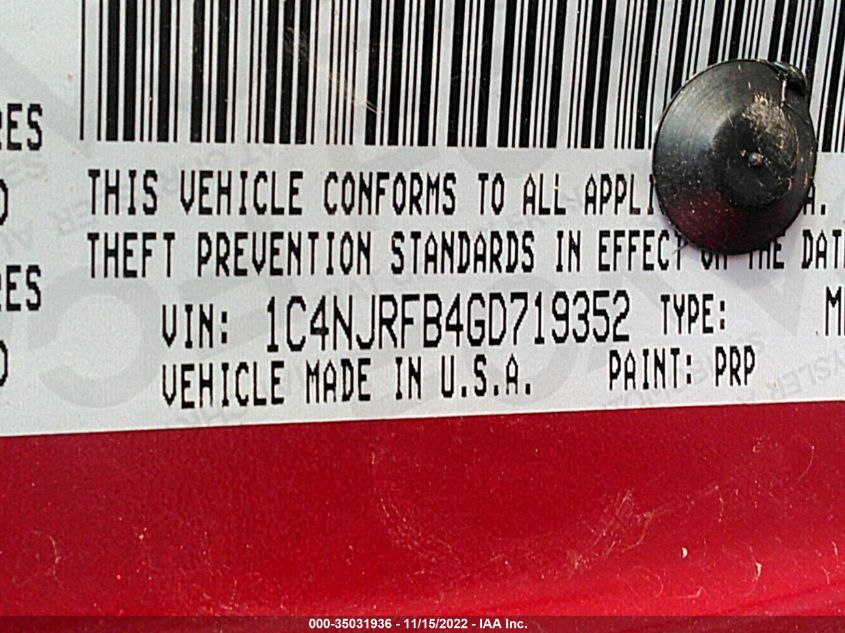 RES
THIS VEHICLE CONFORMS TO ALL A.
THEFT PREVENTION STANDARDS IN EFFECT THE
RES
VIN: 1C4NJRFB4GD719352 TYPE:
VEHICLE MADE IN U.S.A. PAINT: PRP
000-35031936 - 11/15/2022 - IAA Inc.